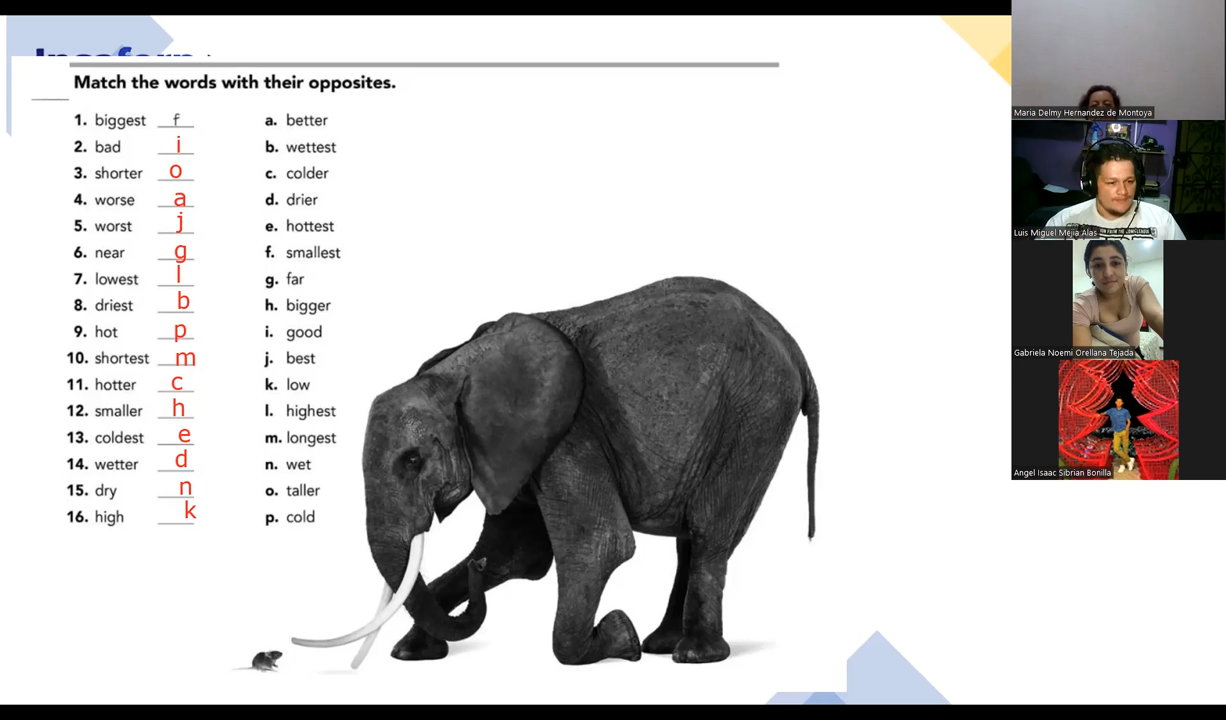 Match the words with their opposites.
1. biggest f
2. bad i
3. shorter o
4. worse a
5. worst j
6. near g
7. lowest l
8. driest b
9. hot p
10. shortest m
11. hotter c
12. smaller h
13. coldest e
14. wetter d
15. dry n
16. high k
a. better
b. wettest
c. colder
d. drier
e. hottest
f. smallest
g. far
h. bigger
i. good
j. best
k. low
l. highest
m. longest
n. wet
o. taller
p. cold
Maria Delmy Hernandez de Montoya
Luis Miguel Mejia Alas
Gabriela Noemi Orellana Tejada
Angel Isaac Sibrian Bonilla